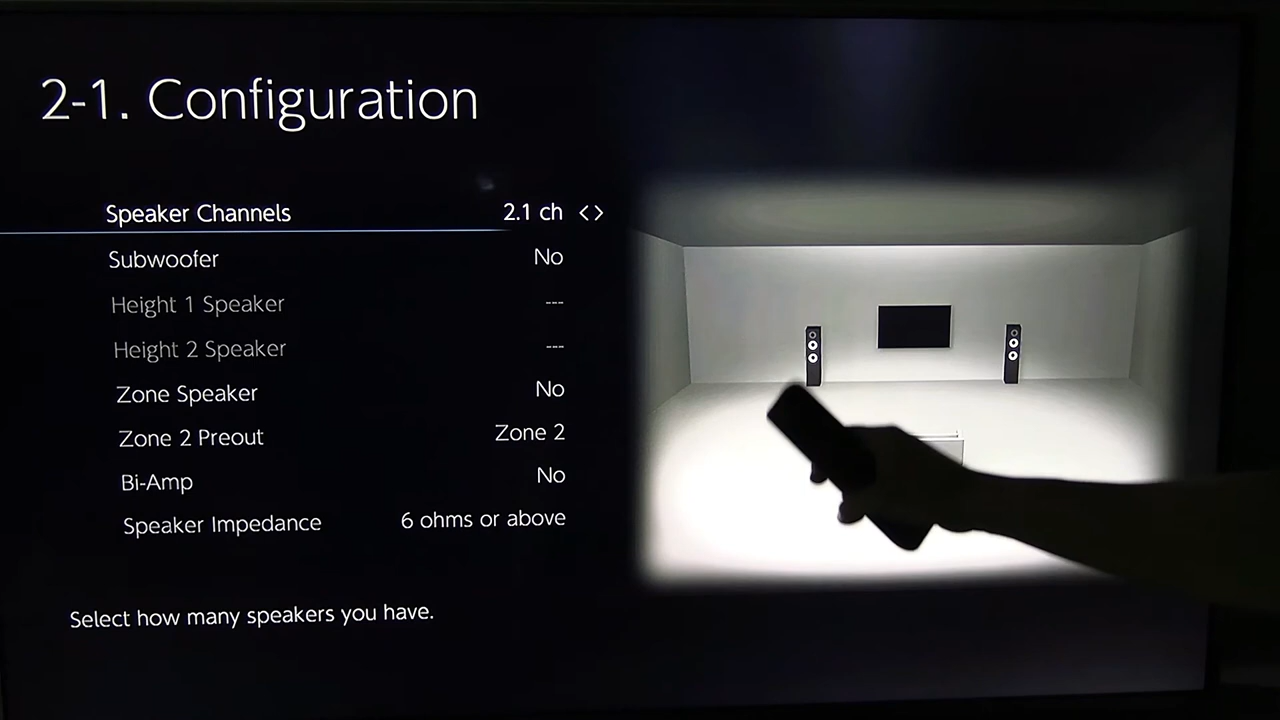 2-1. Configuration
Speaker Channels 2.1 ch <>
Subwoofer No
Height 1 Speaker ---
Height 2 Speaker ---
Zone Speaker No
Zone 2 Preout Zone 2
Bi-Amp No
Speaker Impedance 6 ohms or above
Select how many speakers you have.